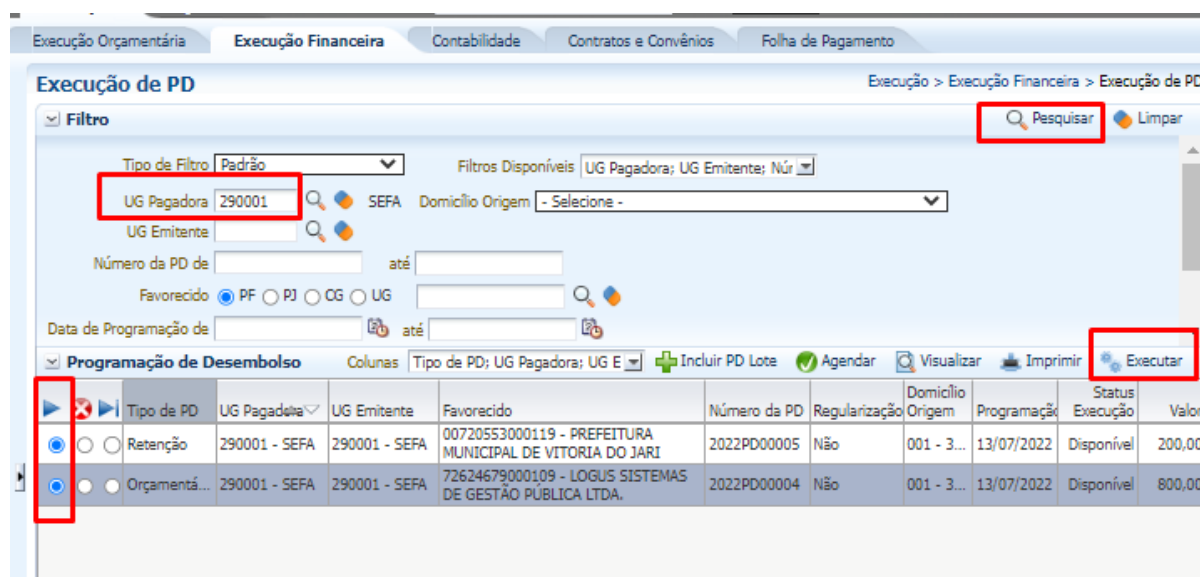 Execução Orçamentária Execução Financeira Contabilidade Contratos e Convênios Folha de Pagamento
Execução de PD Execução > Execução Financeira > Execução de PD
Filtro Pesquisar Limpar
Tipo de Filtro Padrão Filtros Disponíveis UG Pagadora; UG Emitente; Núr
UG Pagadora 290001 SEFA Domicílio Origem - Selecione -
UG Emitente
Número da PD de até
Favorecido PF PJ CG UG
Data de Programação de até
Programação de Desembolso Colunas Tipo de PD; UG Pagadora; UG E Incluir PD Lote Agendar Visualizar Imprimir Executar
Tipo de PD UG Pagadora UG Emitente Favorecido Número da PD Regularização Domicílio Origem Programação Status Execução Valor
Retenção 290001 - SEFA 290001 - SEFA 00720553000119 - PREFEITURA MUNICIPAL DE VITORIA DO JARI 2022PD00005 Não 001 - 3... 13/07/2022 Disponível 200,00
Orçamentá... 290001 - SEFA 290001 - SEFA 72624679000109 - LOGUS SISTEMAS DE GESTÃO PÚBLICA LTDA. 2022PD00004 Não 001 - 3... 13/07/2022 Disponível 800,00